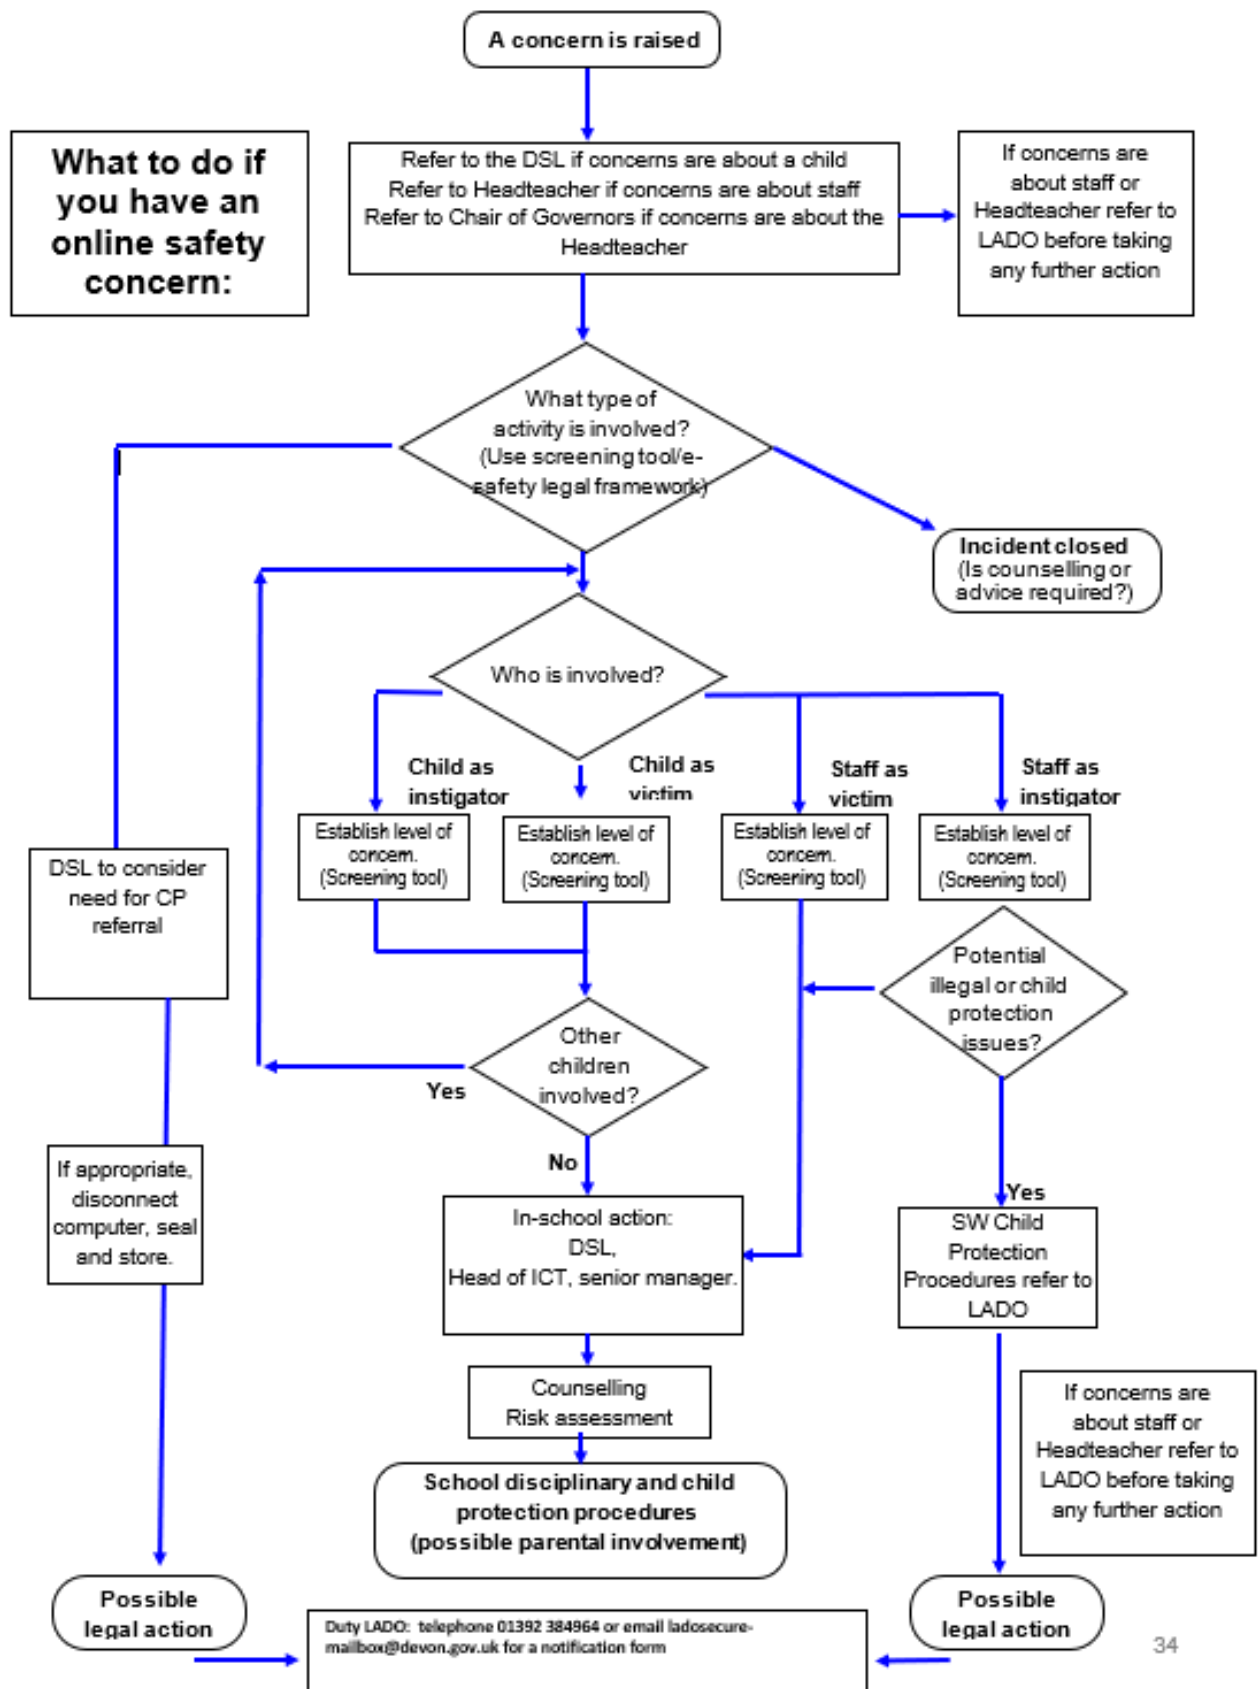 A concern is raised
What to do if
you have an
online safety
concern:
Refer to the DSL if concerns are about a child
Refer to Headteacher if concerns are about staff
Refer to Chair of Governors if concerns are about the
Headteacher
If concerns are
about staff or
Headteacher refer to
LADO before taking
any further action
What type of
activity is involved?
(Use screening tool/e-
safety legal framework)
Incident closed
(Is counselling or
advice required?)
Who is involved?
Child as
instigator
Child as
victim
Staff as
victim
Staff as
instigator
Establish level of
concern.
(Screening tool)
Establish level of
concern.
(Screening tool)
Establish level of
concern.
(Screening tool)
Establish level of
concern.
(Screening tool)
DSL to consider
need for CP
referral
Potential
illegal or child
protection
issues?
Other
children
involved?
Yes
No
If appropriate,
disconnect
computer, seal
and store.
In-school action:
DSL,
Head of ICT, senior manager.
Yes
SW Child
Protection
Procedures refer to
LADO
Counselling
Risk assessment
If concerns are
about staff or
Headteacher refer to
LADO before taking
any further action
School disciplinary and child
protection procedures
(possible parental involvement)
Possible
legal action
Possible
legal action
Duty LADO: telephone 01392 384964 or email ladosecure-
mailbox@devon.gov.uk for a notification form
34